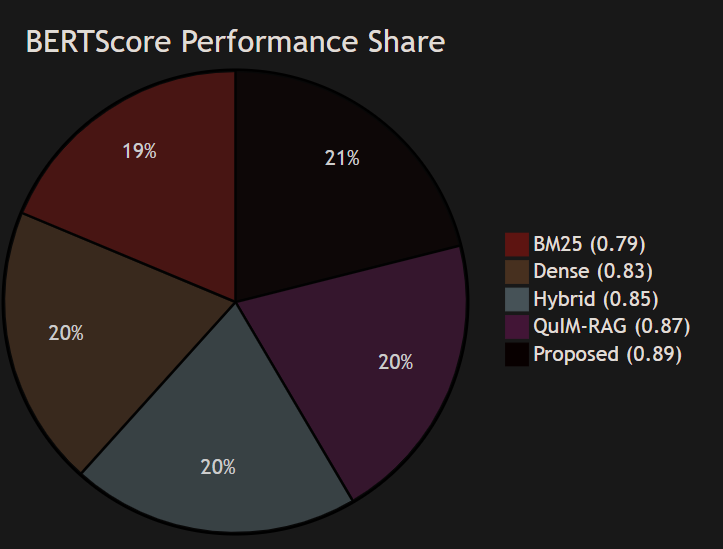 BERTScore Performance Share
19%
21%
20%
20%
20%
BM25 (0.79)
Dense (0.83)
Hybrid (0.85)
QuIM-RAG (0.87)
Proposed (0.89)